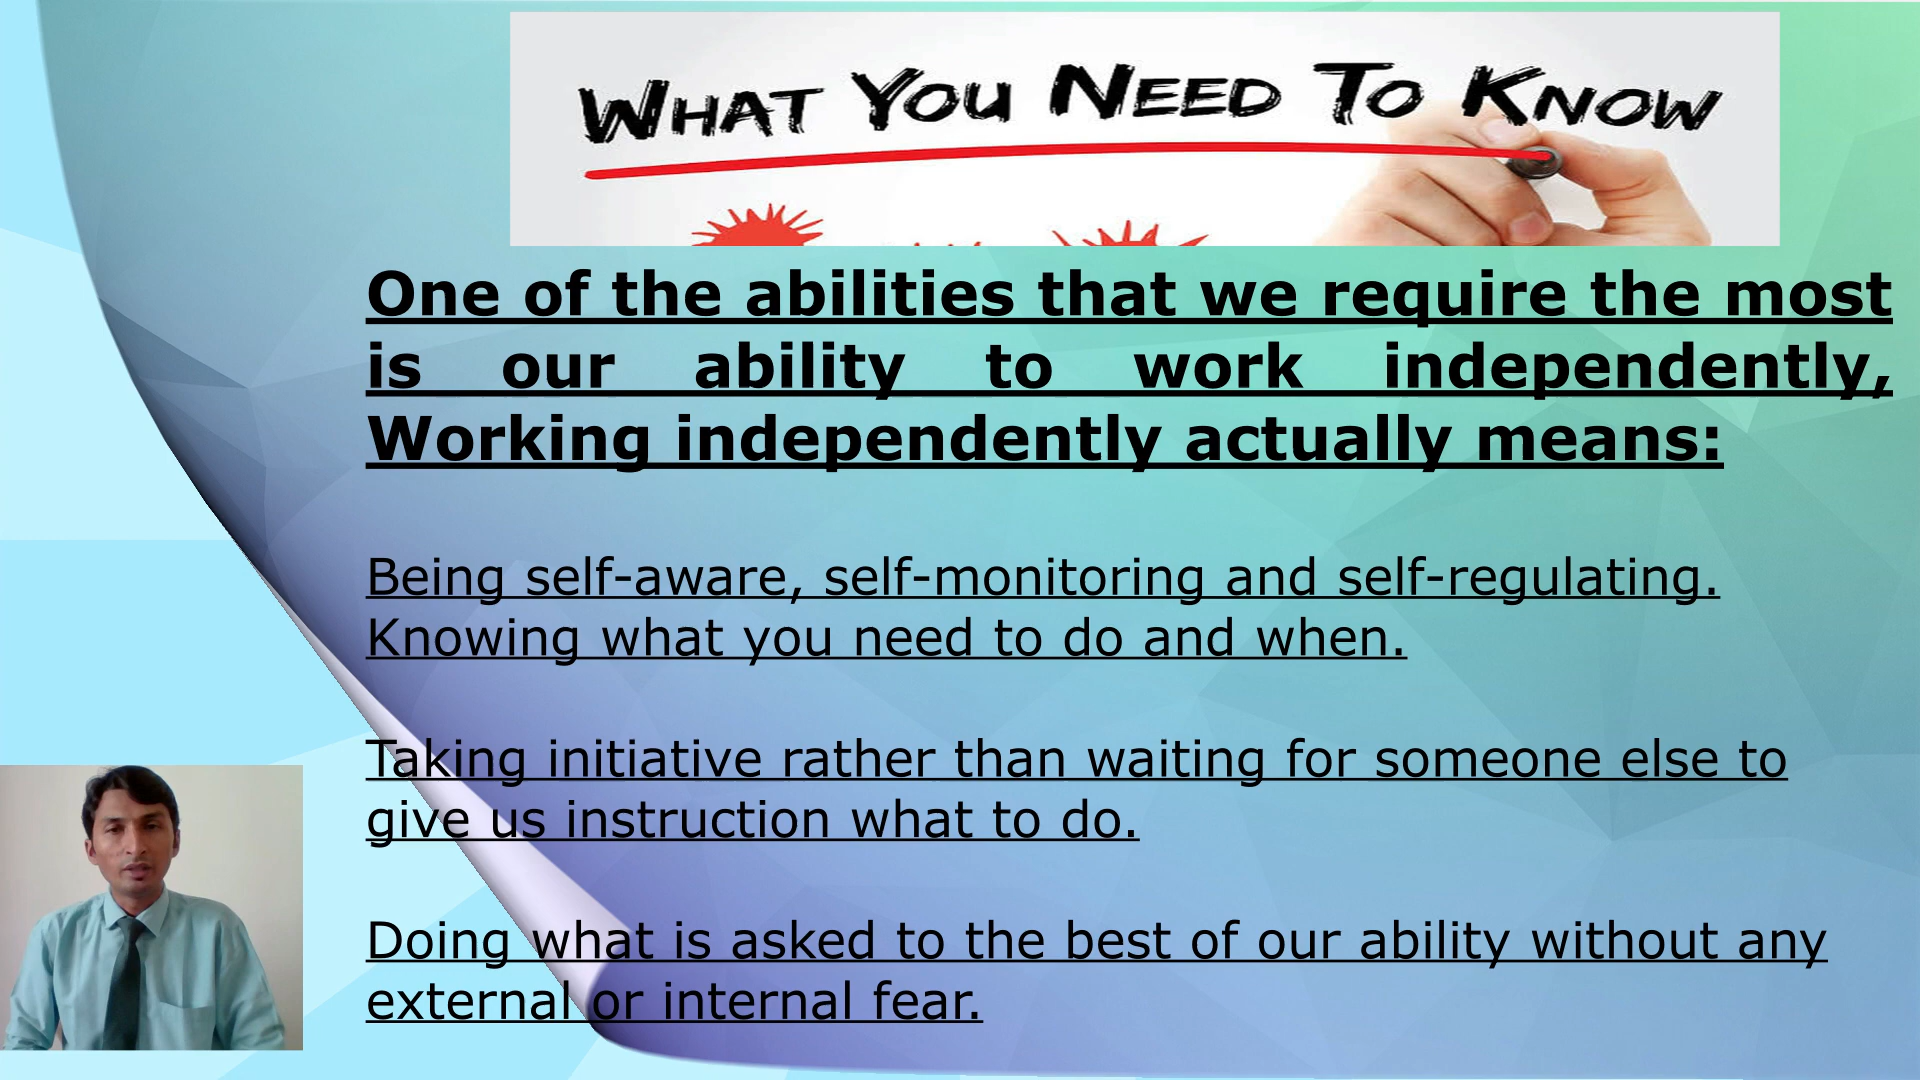 What You Need To Know
One of the abilities that we require the most
is our ability to work independently,
Working independently actually means:
Being self-aware, self-monitoring and self-regulating.
Knowing what you need to do and when.
Taking initiative rather than waiting for someone else to
give us instruction what to do.
Doing what is asked to the best of our ability without any
external or internal fear.